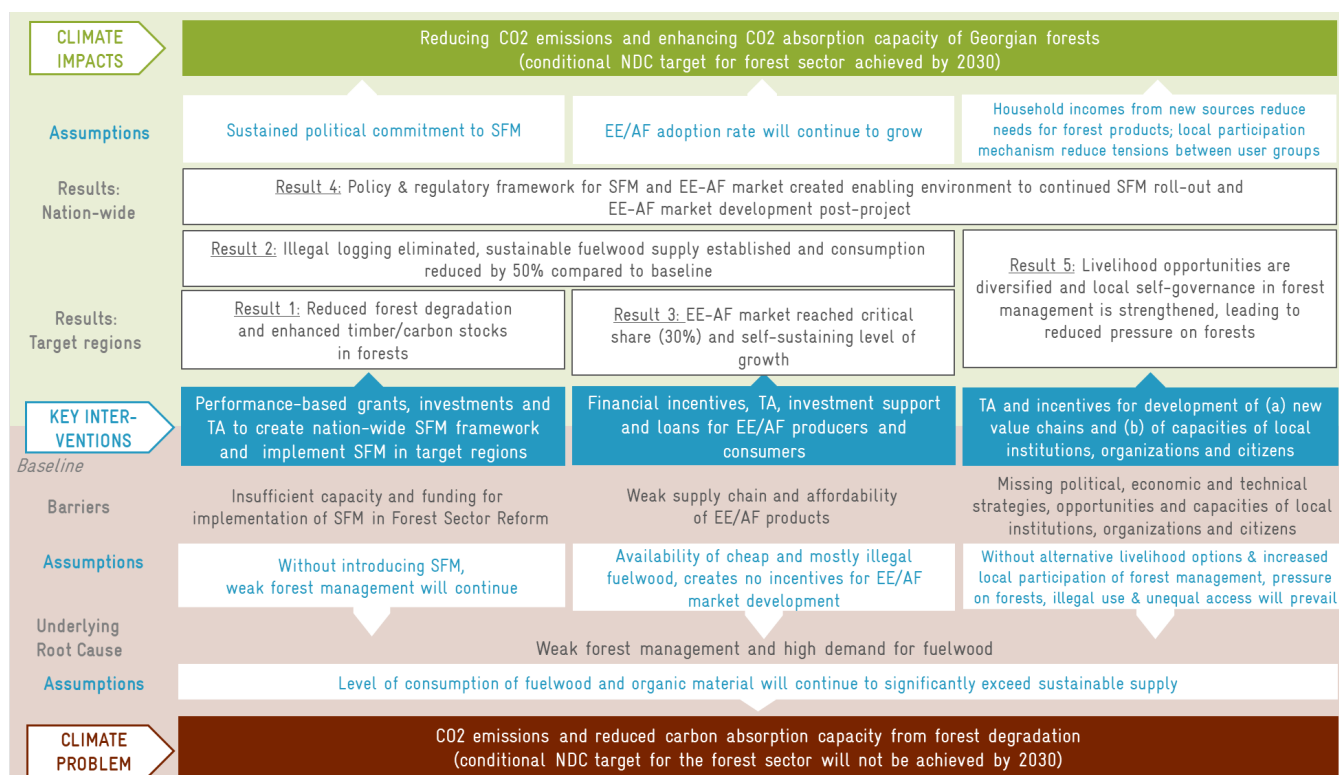 CLIMATE
IMPACTS
Reducing CO2 emissions and enhancing CO2 absorption capacity of Georgian forests
(conditional NDC target for forest sector achieved by 2030)
Assumptions
Sustained political commitment to SFM
EE/AF adoption rate will continue to grow
Household incomes from new sources reduce
needs for forest products; local participation
mechanism reduce tensions between user groups
Results:
Nation-wide
Result 4: Policy & regulatory framework for SFM and EE-AF market created enabling environment to continued SFM roll-out and
EE-AF market development post-project
Result 2: Illegal logging eliminated, sustainable fuelwood supply established and consumption
reduced by 50% compared to baseline
Result 5: Livelihood opportunities are
diversified and local self-governance in forest
management is strengthened, leading to
reduced pressure on forests
Results:
Target regions
Result 1: Reduced forest degradation
and enhanced timber/carbon stocks
in forests
Result 3: EE-AF market reached critical
share (30%) and self-sustaining level of
growth
KEY INTER-
VENTIONS
Performance-based grants, investments and
TA to create nation-wide SFM framework
and implement SFM in target regions
Financial incentives, TA, investment support
and loans for EE/AF producers and
consumers
TA and incentives for development of (a) new
value chains and (b) of capacities of local
institutions, organizations and citizens
Baseline
Barriers
Insufficient capacity and funding for
implementation of SFM in Forest Sector Reform
Weak supply chain and affordability
of EE/AF products
Missing political, economic and technical
strategies, opportunities and capacities of local
institutions, organizations and citizens
Assumptions
Without introducing SFM,
weak forest management will continue
Availability of cheap and mostly illegal
fuelwood, creates no incentives for EE/AF
market development
Without alternative livelihood options & increased
local participation of forest management, pressure
on forests, illegal use & unequal access will prevail
Underlying
Root Cause
Weak forest management and high demand for fuelwood
Assumptions
Level of consumption of fuelwood and organic material will continue to significantly exceed sustainable supply
CLIMATE
PROBLEM
CO2 emissions and reduced carbon absorption capacity from forest degradation
(conditional NDC target for the forest sector will not be achieved by 2030)